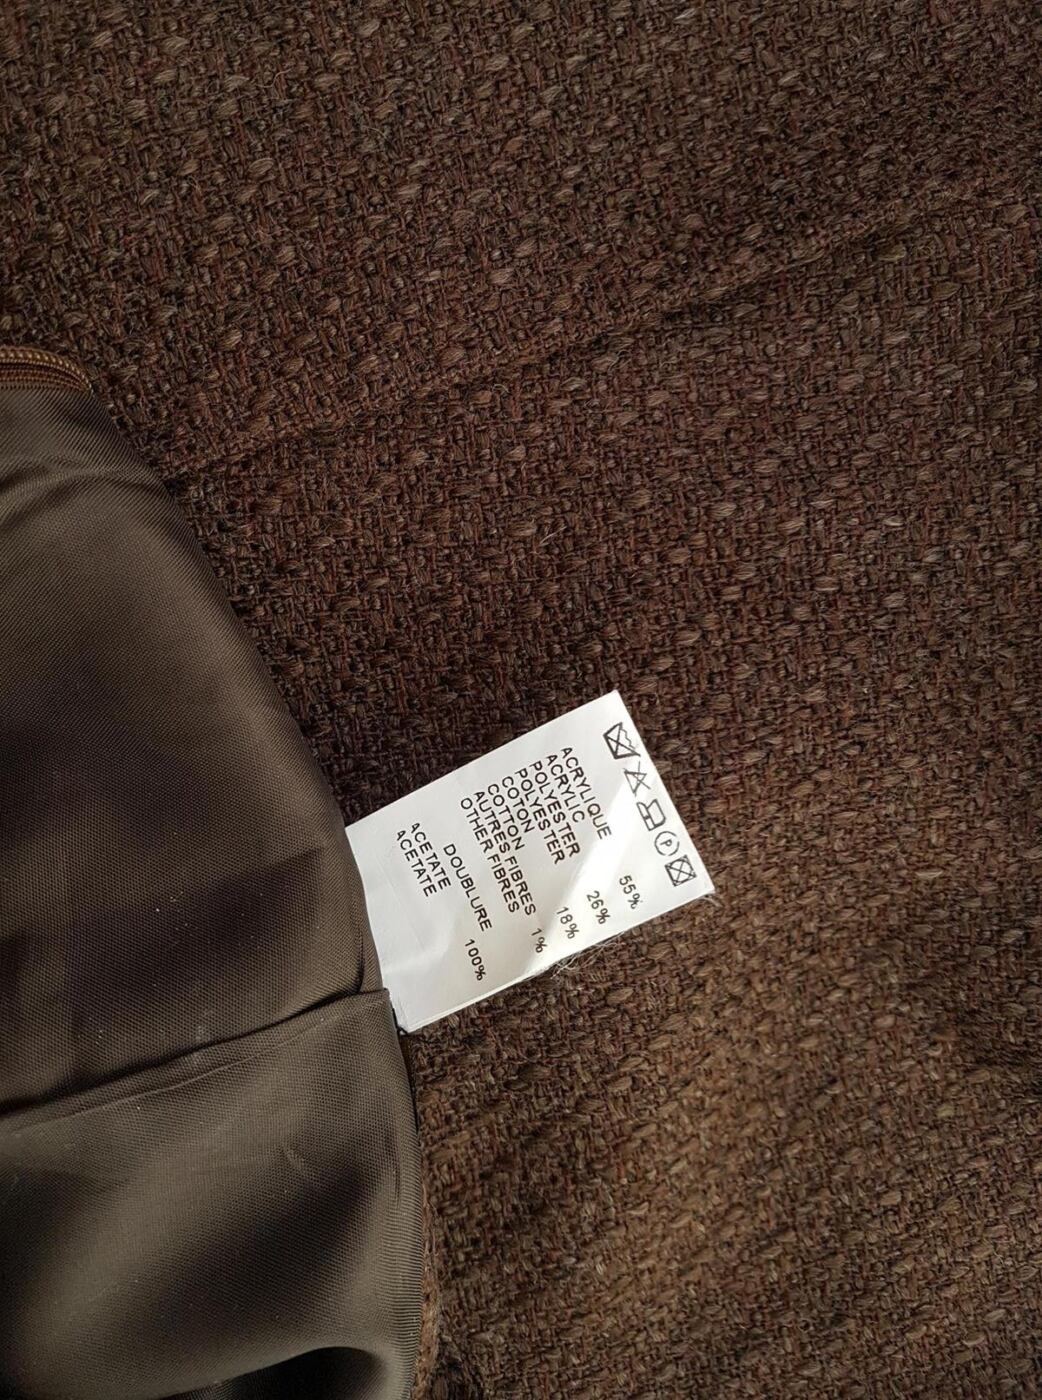 ACRYLIQUE
ACRYLIC 55%
POLYESTER
POLYESTER 26%
COTON
COTTON 18%
AUTRES FIBRES
OTHER FIBRES 1%
DOUBLURE
ACETATE
ACETATE 100%
P